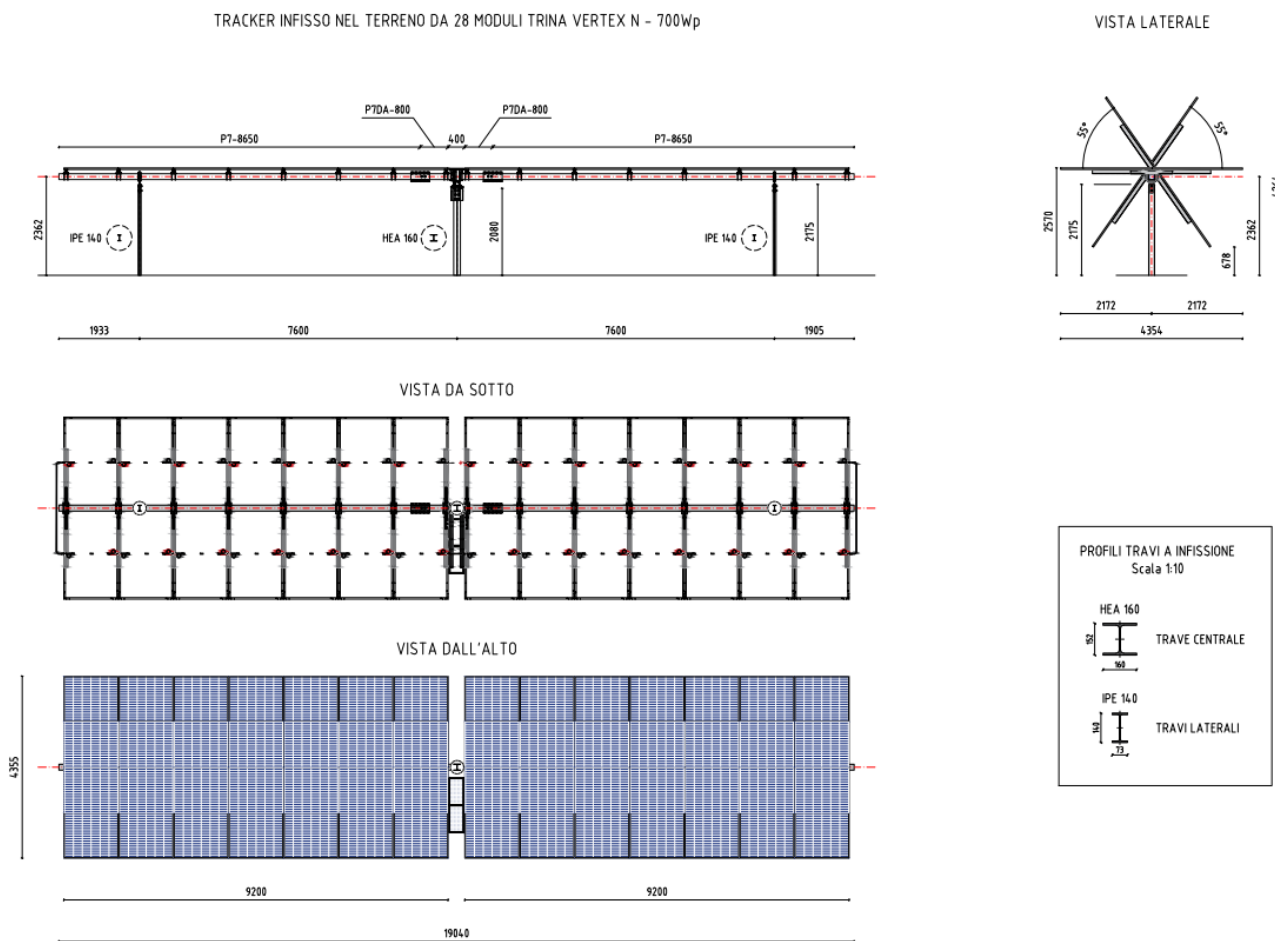 TRACKER INFISSO NEL TERRENO DA 28 MODULI TRINA VERTEX N - 700Wp
VISTA LATERALE
P7DA-800
P7DA-800
P7-8650
400
P7-8650
2362
IPE 140
I
HEA 160
I
2080
IPE 140
I
2175
1933
7600
7600
1905
55°
55°
2570
2175
678
2362
2172
2172
4354
VISTA DA SOTTO
I
I
I
VISTA DALL'ALTO
4355
I
9200
9200
19040
PROFILI TRAVI A INFISSIONE
Scala 1:10
HEA 160
152
TRAVE CENTRALE
160
IPE 140
140
TRAVI LATERALI
73